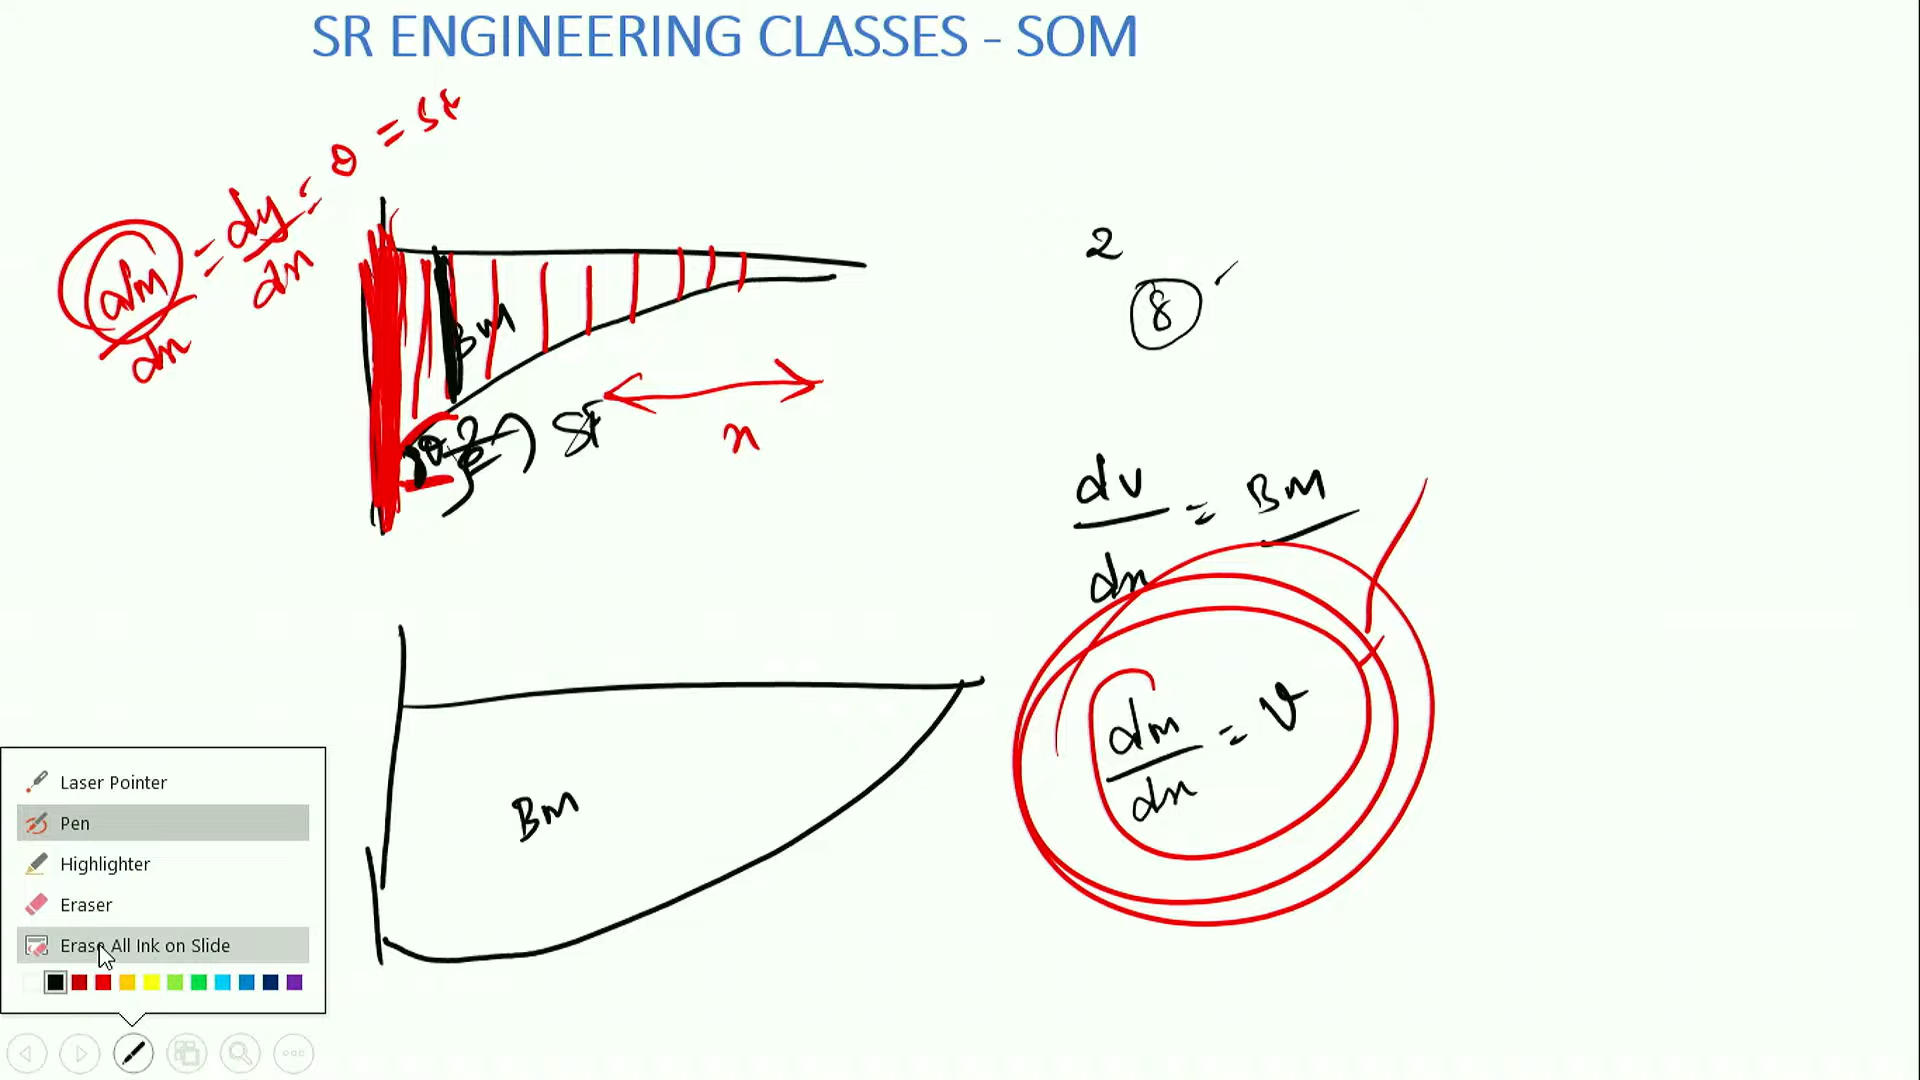 SR ENGINEERING CLASSES - SOM
= SF
dm/dx = dy/dx = θ
2
8
BM
SF
x
dv/dx = BM
dm/dx = V
BM
Laser Pointer
Pen
Highlighter
Eraser
Erase All Ink on Slide